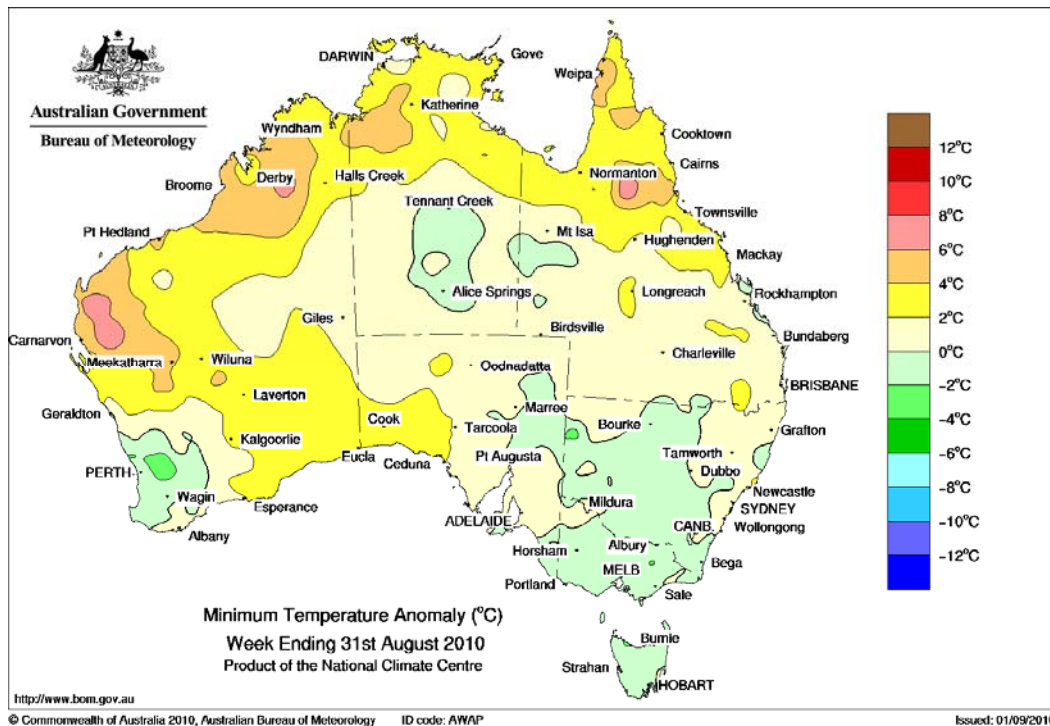 Australian Government
Bureau of Meteorology
DARWIN
Gove
Weipa
Katherine
Wyndham
Cooktown
Cairns
Broome
Derby
Halls Creek
Normanton
Tennant Creek
Townsville
Pt Hedland
Mt Isa
Hughenden
Mackay
Alice Springs
Longreach
Rockhampton
Giles
Birdsville
Bundaberg
Carnarvon
Meekatharra
Wiluna
Oodnadatta
Charleville
BRISBANE
Laverton
Marree
Geraldton
Cook
Tarcoola
Bourke
Grafton
Kalgoorlie
Eucla
Ceduna
Pt Augusta
Tamworth
Dubbo
PERTH
Wagin
Esperance
Mildura
Newcastle
SYDNEY
Albany
ADELAIDE
CANB.
Wollongong
Horsham
Albury
Bega
MELB
Portland
Sale
Burnie
Strahan
HOBART
12°C
10°C
8°C
6°C
4°C
2°C
0°C
-2°C
-4°C
-6°C
-8°C
-10°C
-12°C
Minimum Temperature Anomaly (°C)
Week Ending 31st August 2010
Product of the National Climate Centre
http://www.bom.gov.au
© Commonwealth of Australia 2010, Australian Bureau of Meteorology ID code: AWAP Issued: 01/09/201